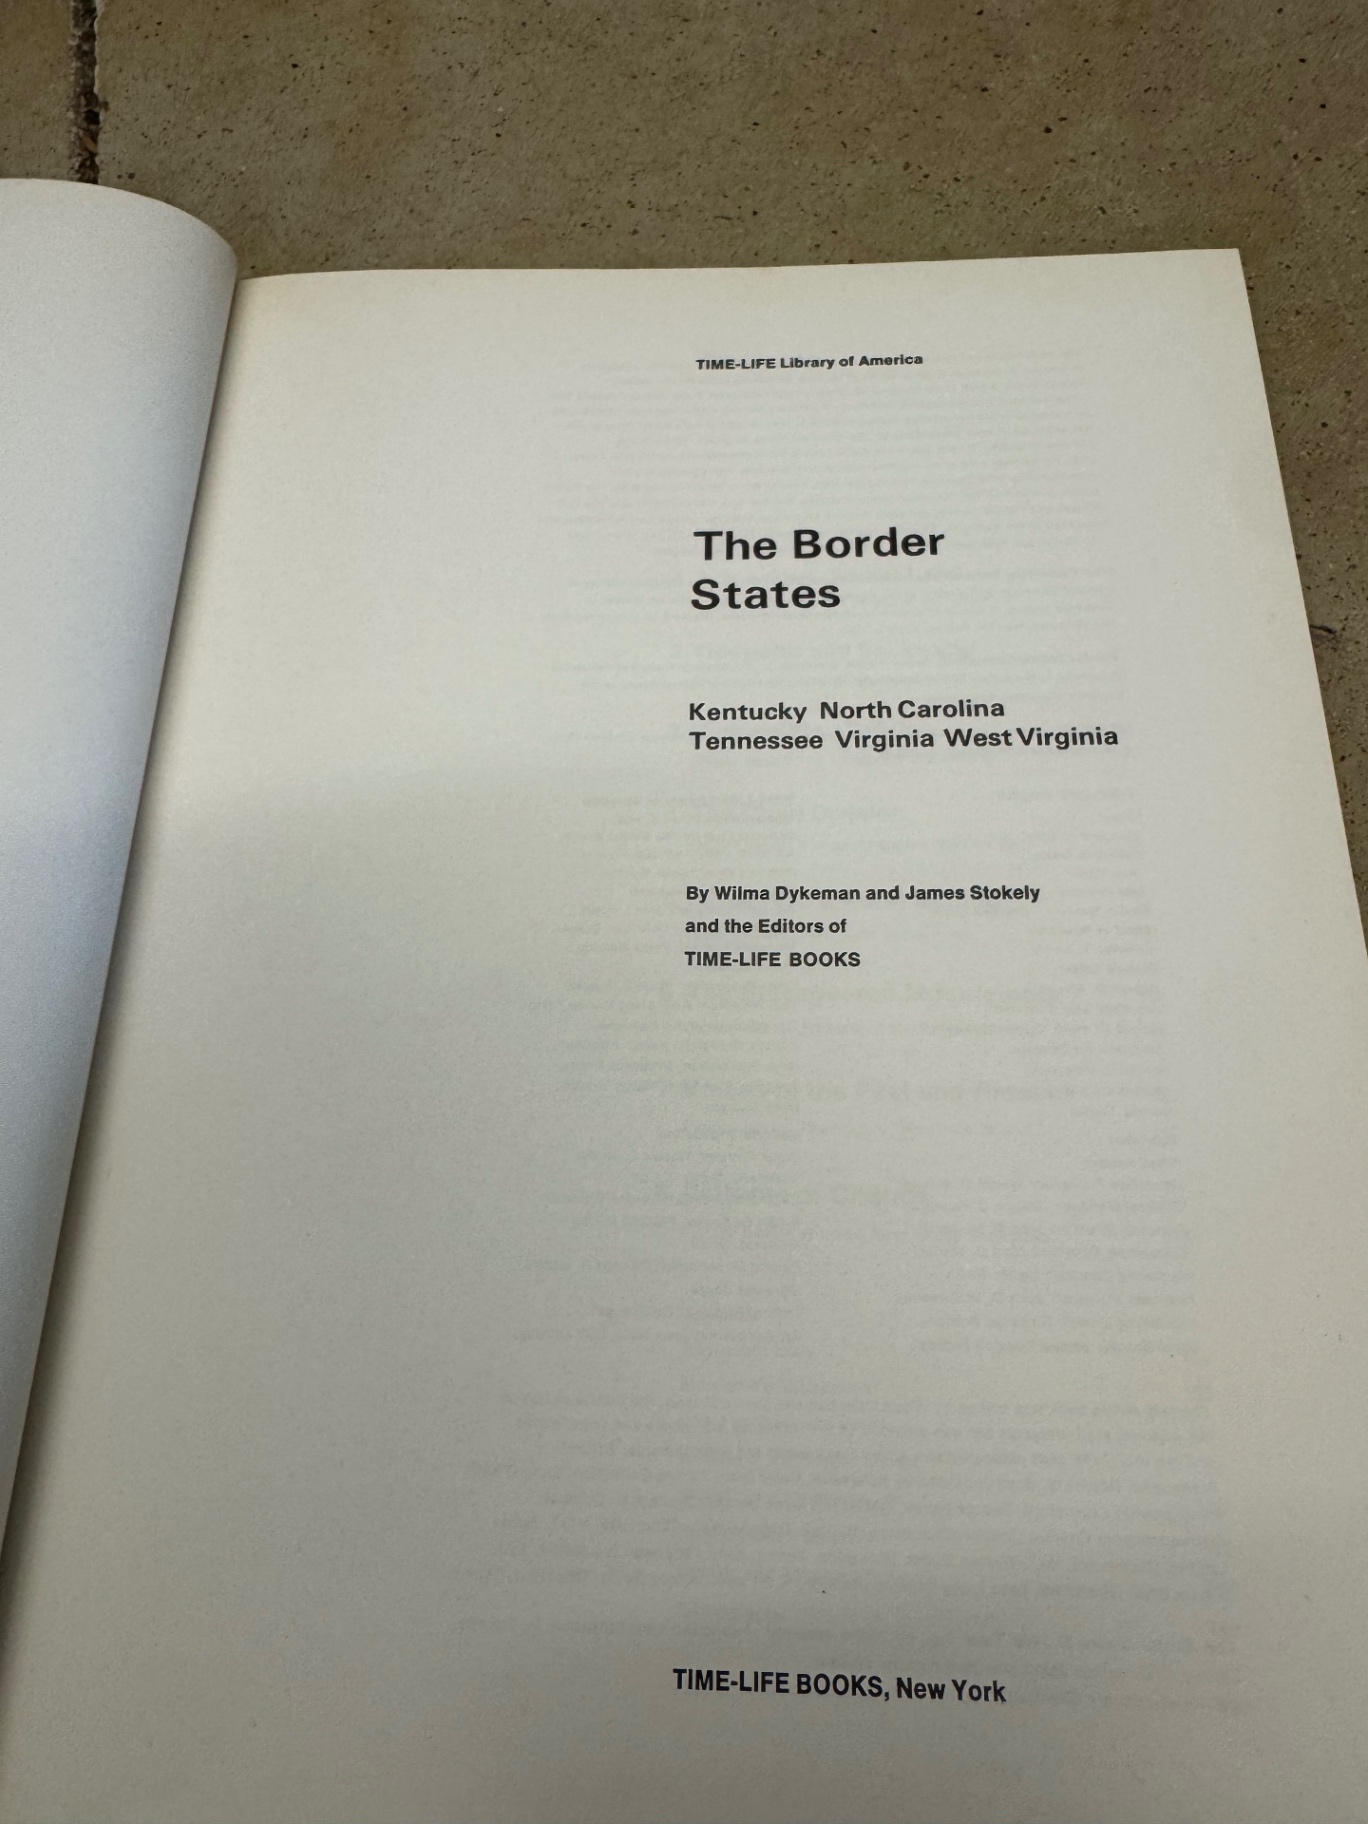 TIME-LIFE Library of America
The Border
States
Kentucky North Carolina
Tennessee Virginia West Virginia
By Wilma Dykeman and James Stokely
and the Editors of
TIME-LIFE BOOKS
TIME-LIFE BOOKS, New York